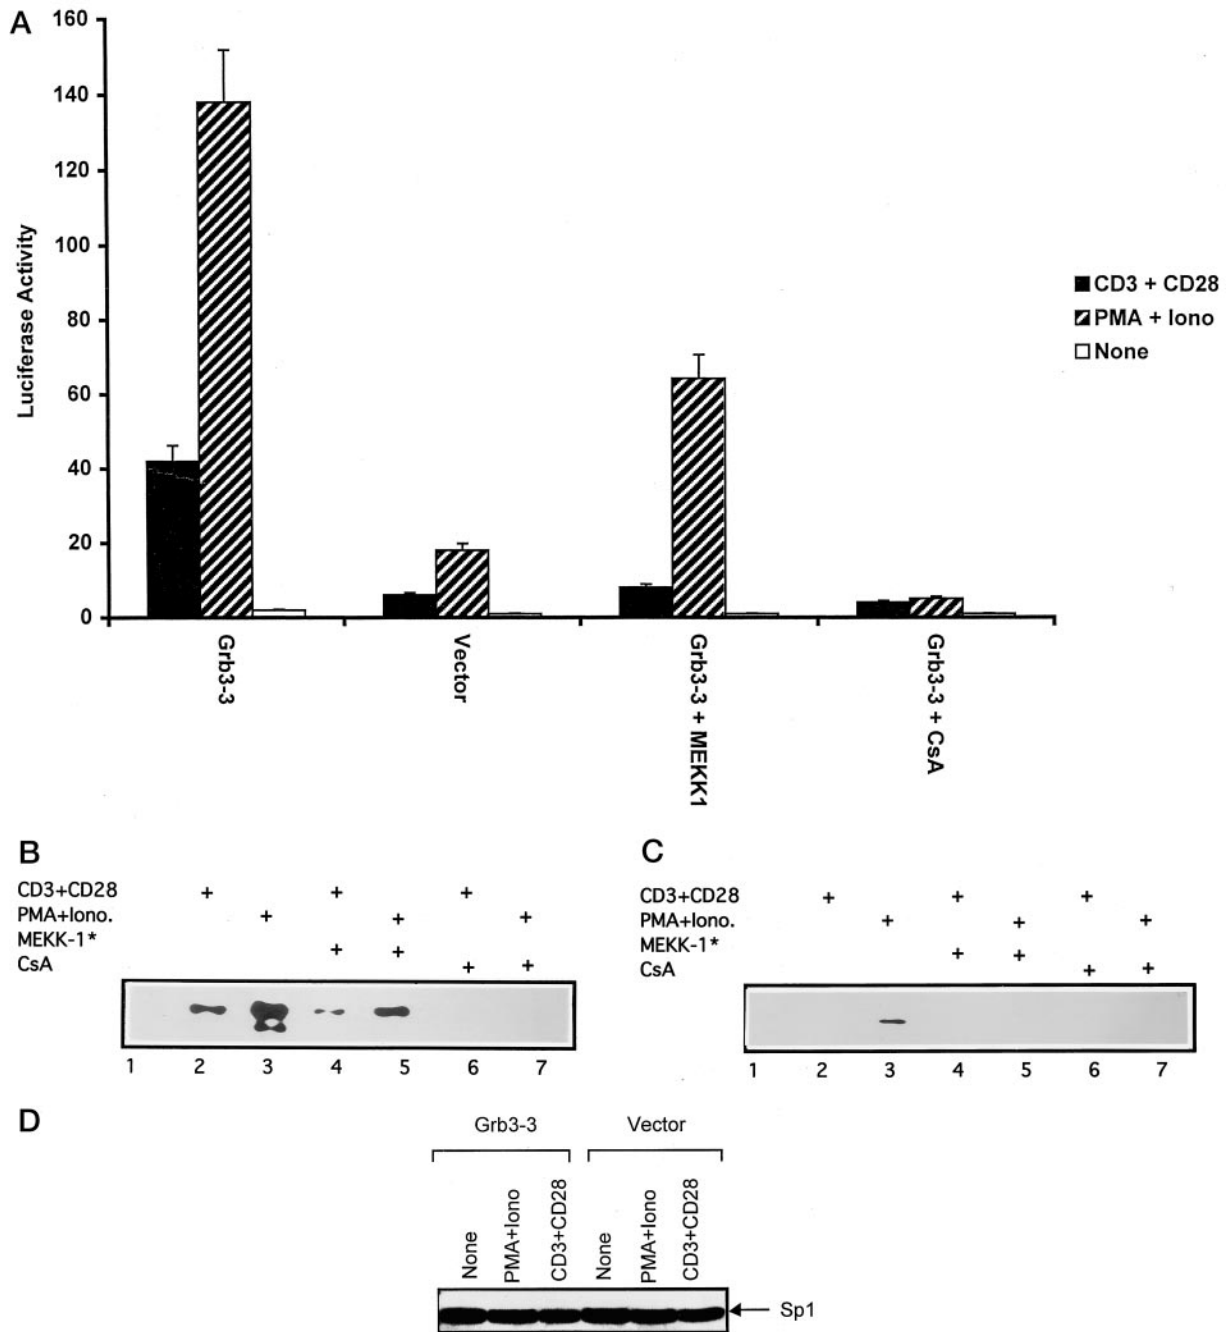 A
160
140
120
100
80
60
40
20
0
Luciferase Activity
CD3 + CD28
PMA + Iono
None
Grb3-3
Vector
Grb3-3 + MEKK1
Grb3-3 + CsA
B
CD3+CD28 + + +
PMA+Iono. + + +
MEKK-1* + +
CsA + +
1 2 3 4 5 6 7
C
CD3+CD28 + + +
PMA+Iono. + + +
MEKK-1* + +
CsA + +
1 2 3 4 5 6 7
D
Grb3-3 Vector
None PMA+Iono CD3+CD28 None PMA+Iono CD3+CD28
Sp1